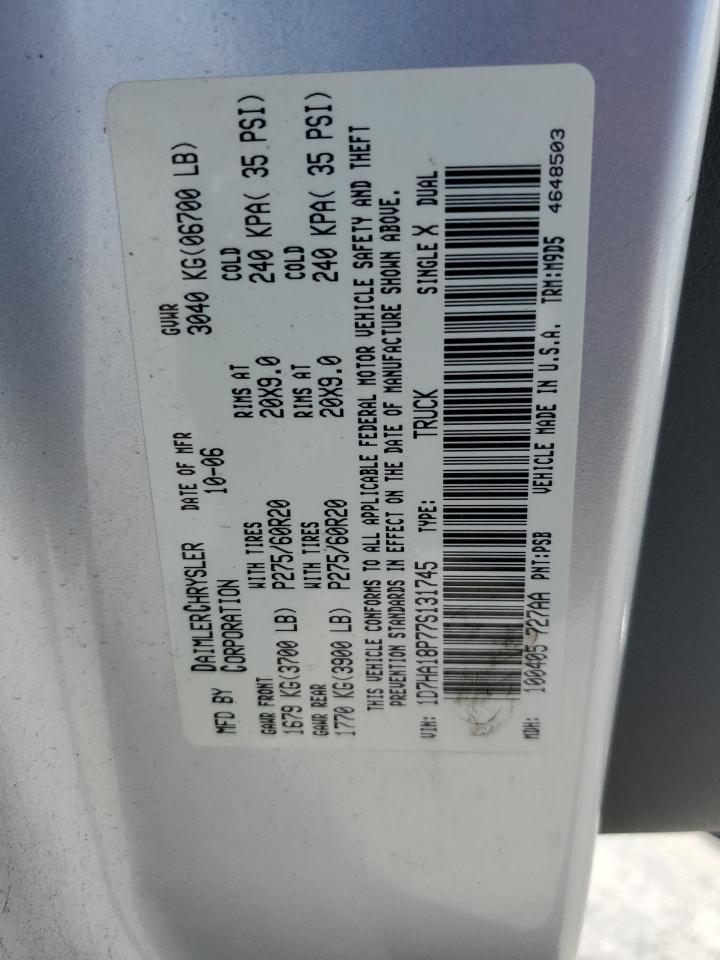 MFD BY DAIMLERCHRYSLER CORPORATION DATE OF MFR 10-06 GVWR 3040 KG(06700 LB)
GAWR FRONT WITH TIRES RIMS AT COLD
1679 KG(3700 LB) P275/60R20 20X9.0 240 KPA( 35 PSI)
GAWR REAR WITH TIRES RIMS AT COLD
1770 KG(3900 LB) P275/60R20 20X9.0 240 KPA( 35 PSI)
THIS VEHICLE CONFORMS TO ALL APPLICABLE FEDERAL MOTOR VEHICLE SAFETY AND THEFT
PREVENTION STANDARDS IN EFFECT ON THE DATE OF MANUFACTURE SHOWN ABOVE.
VIN: 1D7HA18P77S131745 TYPE: TRUCK SINGLE X DUAL
MDH: 100405 727AA PNT:PSB VEHICLE MADE IN U.S.A. TRM:M9D5 4648503